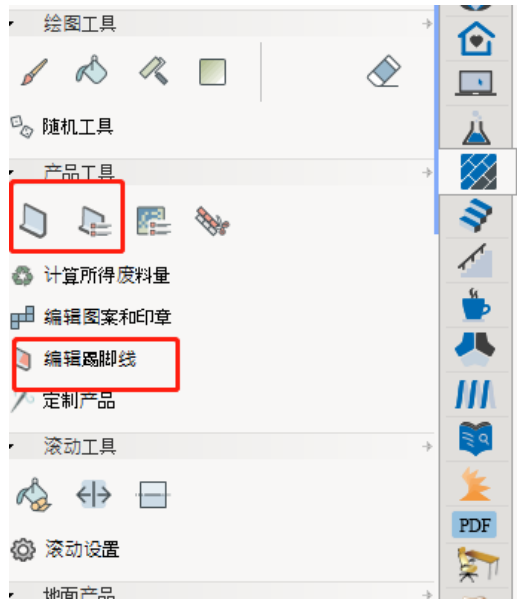 绘图工具
随机工具
产品工具
计算所得废料量
编辑图案和印章
编辑踢脚线
定制产品
滚动工具
滚动设置
地面产品
PDF